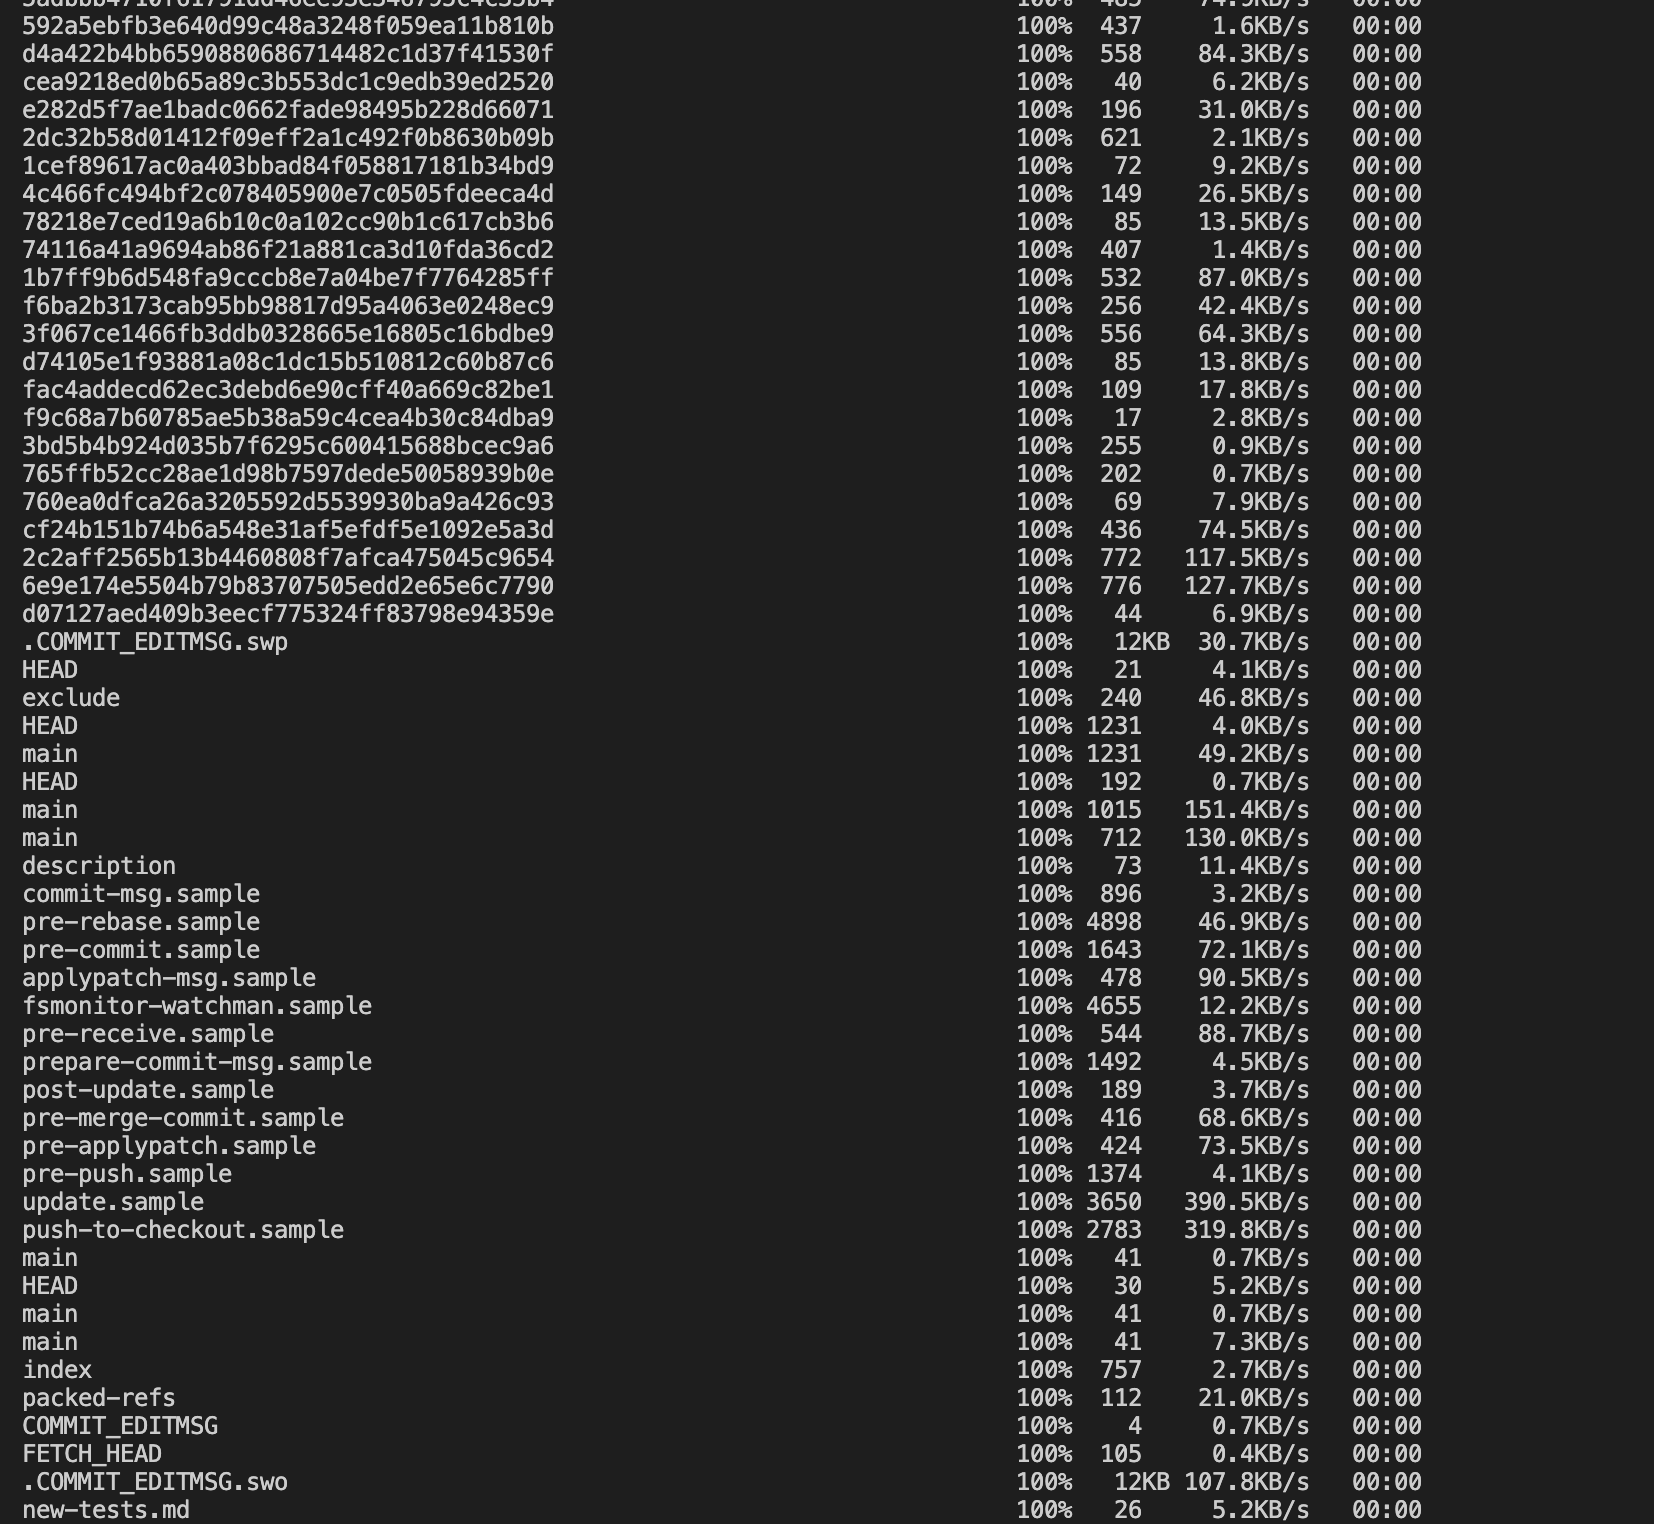 592a5ebfb3e640d99c48a3248f059ea11b810b 100% 437 1.6KB/s 00:00
d4a422b4bb6590880686714482c1d37f41530f 100% 558 84.3KB/s 00:00
cea9218ed0b65a89c3b553dc1c9edb39ed2520 100% 40 6.2KB/s 00:00
e282d5f7ae1badc0662fade98495b228d66071 100% 196 31.0KB/s 00:00
2dc32b58d01412f09eff2a1c492f0b8630b09b 100% 621 2.1KB/s 00:00
1cef89617ac0a403bbad84f058817181b34bd9 100% 72 9.2KB/s 00:00
4c466fc494bf2c078405900e7c0505fdeeca4d 100% 149 26.5KB/s 00:00
78218e7ced19a6b10c0a102cc90b1c617cb3b6 100% 85 13.5KB/s 00:00
74116a41a9694ab86f21a881ca3d10fda36cd2 100% 407 1.4KB/s 00:00
1b7ff9b6d548fa9cccb8e7a04be7f7764285ff 100% 532 87.0KB/s 00:00
f6ba2b3173cab95bb98817d95a4063e0248ec9 100% 256 42.4KB/s 00:00
3f067ce1466fb3ddb0328665e16805c16bdbe9 100% 556 64.3KB/s 00:00
d74105e1f93881a08c1dc15b510812c60b87c6 100% 85 13.8KB/s 00:00
fac4addecd62ec3debd6e90cff40a669c82be1 100% 109 17.8KB/s 00:00
f9c68a7b60785ae5b38a59c4cea4b30c84dba9 100% 17 2.8KB/s 00:00
3bd5b4b924d035b7f6295c600415688bcec9a6 100% 255 0.9KB/s 00:00
765ffb52cc28ae1d98b7597dede50058939b0e 100% 202 0.7KB/s 00:00
760ea0dfca26a3205592d5539930ba9a426c93 100% 69 7.9KB/s 00:00
cf24b151b74b6a548e31af5efdf5e1092e5a3d 100% 436 74.5KB/s 00:00
2c2aff2565b13b4460808f7afca475045c9654 100% 772 117.5KB/s 00:00
6e9e174e5504b79b83707505edd2e65e6c7790 100% 776 127.7KB/s 00:00
d07127aed409b3eecf775324ff83798e94359e 100% 44 6.9KB/s 00:00
.COMMIT_EDITMSG.swp 100% 12KB 30.7KB/s 00:00
HEAD 100% 21 4.1KB/s 00:00
exclude 100% 240 46.8KB/s 00:00
HEAD 100% 1231 4.0KB/s 00:00
main 100% 1231 49.2KB/s 00:00
HEAD 100% 192 0.7KB/s 00:00
main 100% 1015 151.4KB/s 00:00
main 100% 712 130.0KB/s 00:00
description 100% 73 11.4KB/s 00:00
commit-msg.sample 100% 896 3.2KB/s 00:00
pre-rebase.sample 100% 4898 46.9KB/s 00:00
pre-commit.sample 100% 1643 72.1KB/s 00:00
applypatch-msg.sample 100% 478 90.5KB/s 00:00
fsmonitor-watchman.sample 100% 4655 12.2KB/s 00:00
pre-receive.sample 100% 544 88.7KB/s 00:00
prepare-commit-msg.sample 100% 1492 4.5KB/s 00:00
post-update.sample 100% 189 3.7KB/s 00:00
pre-merge-commit.sample 100% 416 68.6KB/s 00:00
pre-applypatch.sample 100% 424 73.5KB/s 00:00
pre-push.sample 100% 1374 4.1KB/s 00:00
update.sample 100% 3650 390.5KB/s 00:00
push-to-checkout.sample 100% 2783 319.8KB/s 00:00
main 100% 41 0.7KB/s 00:00
HEAD 100% 30 5.2KB/s 00:00
main 100% 41 0.7KB/s 00:00
main 100% 41 7.3KB/s 00:00
index 100% 757 2.7KB/s 00:00
packed-refs 100% 112 21.0KB/s 00:00
COMMIT_EDITMSG 100% 4 0.7KB/s 00:00
FETCH_HEAD 100% 105 0.4KB/s 00:00
.COMMIT_EDITMSG.swo 100% 12KB 107.8KB/s 00:00
new-tests.md 100% 26 5.2KB/s 00:00